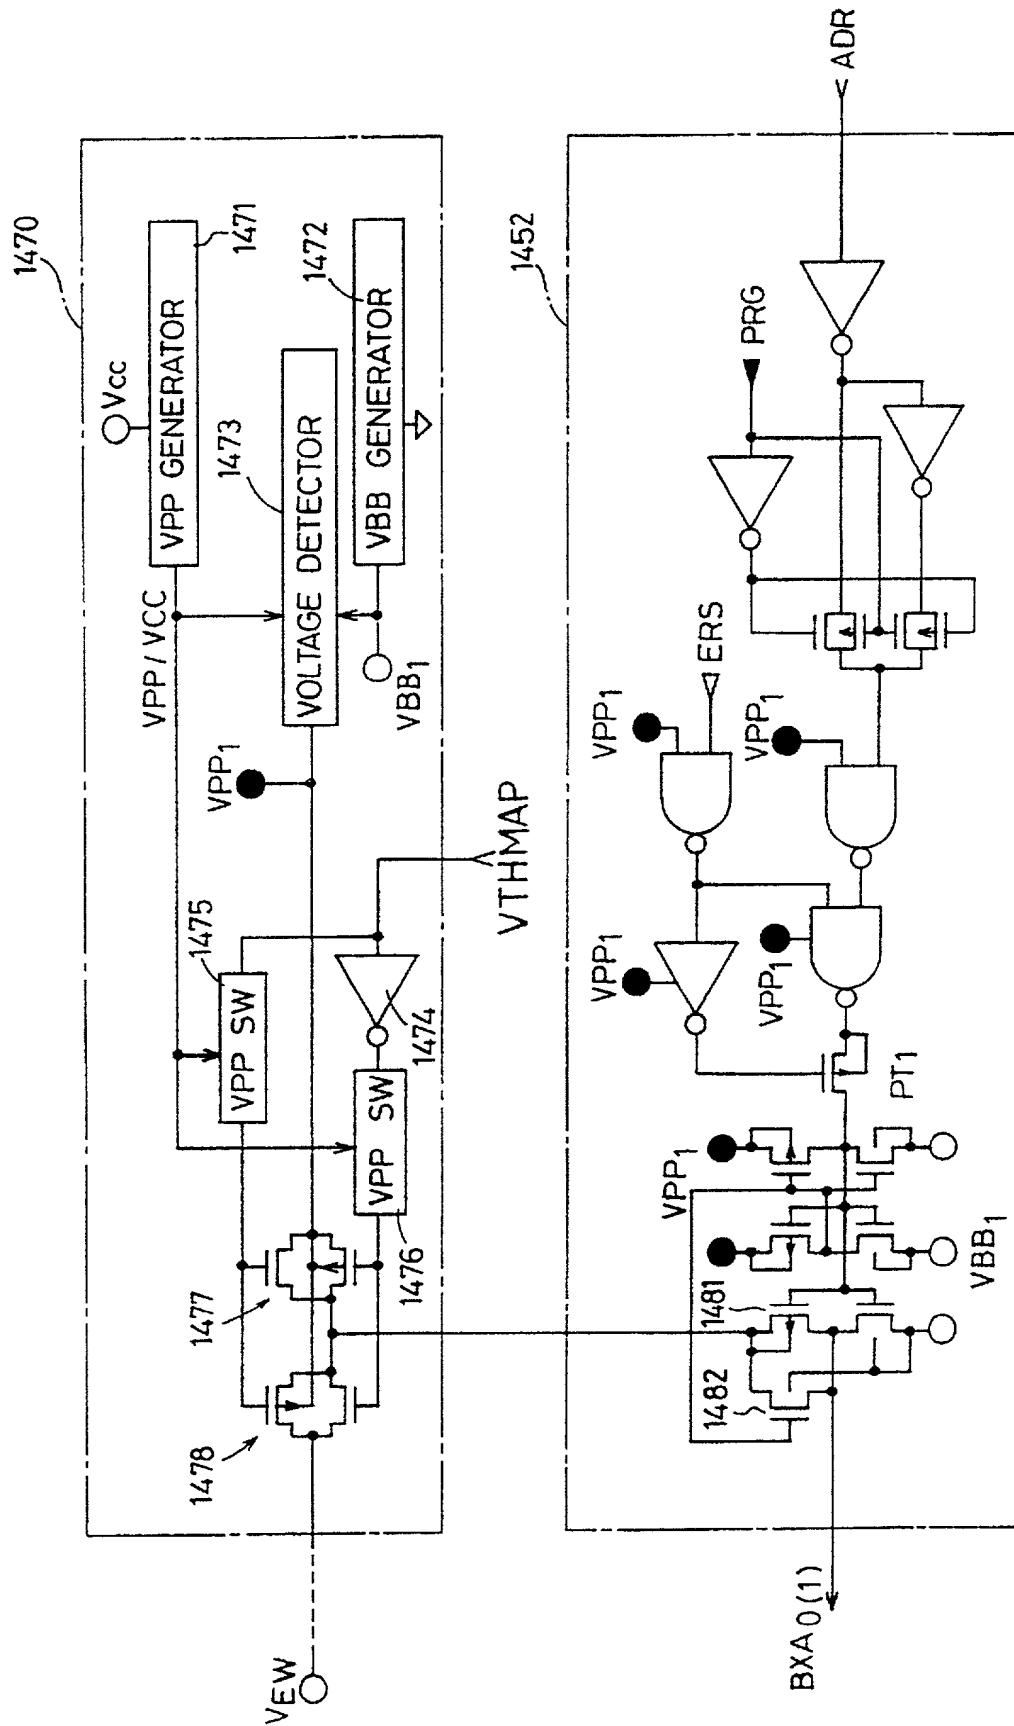 1470
Vcc
VPP GENERATOR
1471
VPP/VCC
1473
VOLTAGE DETECTOR
1472
VBB GENERATOR
VBB1
VPP1
1475
VPP SW
VTHMAP
1474
VPP SW
1476
1477
1478
VEW
1452
ADR
PRG
ERS
VPP1
VPP1
VPP1
VPP1
PT1
VPP1
VBB1
1481
1482
BXA0(1)